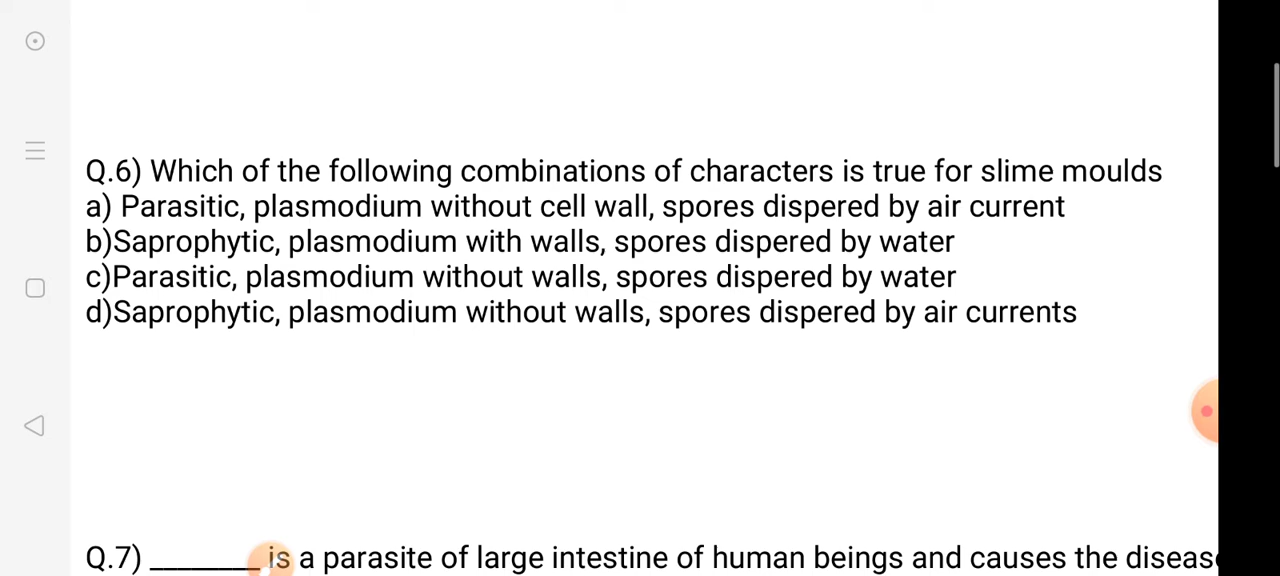 Q.6) Which of the following combinations of characters is true for slime moulds
a) Parasitic, plasmodium without cell wall, spores dispered by air current
b)Saprophytic, plasmodium with walls, spores dispered by water
c)Parasitic, plasmodium without walls, spores dispered by water
d)Saprophytic, plasmodium without walls, spores dispered by air currents
Q.7) _______ is a parasite of large intestine of human beings and causes the